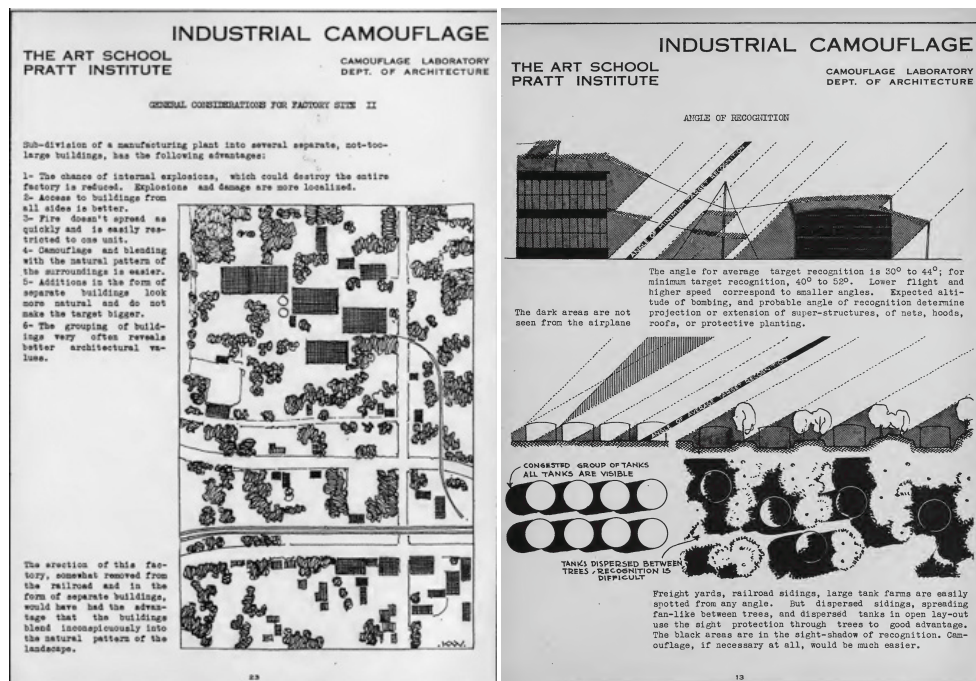 INDUSTRIAL CAMOUFLAGE
THE ART SCHOOL
PRATT INSTITUTE
CAMOUFLAGE LABORATORY
DEPT. OF ARCHITECTURE
GENERAL CONSIDERATIONS FOR FACTORY SITE II
Sub-division of a manufacturing plant into several separate, not-too-
large buildings, has the following advantages:
1- The chance of internal explosions, which could destroy the entire
factory is reduced. Explosions and damage are more localized.
2- Access to buildings from
all sides is better.
3- Fire doesn't spread as
quickly and is easily res-
tricted to one unit.
4- Camouflage and blending
with the natural pattern of
the surroundings is easier.
5- Additions in the form of
separate buildings look
more natural and do not
make the target bigger.
6- The grouping of build-
ings very often reveals
better architectural va-
lues.
The erection of this fac-
tory, somewhat removed from
the railroad and in the
form of separate buildings,
would have had the advan-
tage that the buildings
blend inconspicuously into
the natural pattern of the
landscape.
23
INDUSTRIAL CAMOUFLAGE
THE ART SCHOOL
PRATT INSTITUTE
CAMOUFLAGE LABORATORY
DEPT. OF ARCHITECTURE
ANGLE OF RECOGNITION
ANGLE OF MINIMUM TARGET RECOGNITION
The dark areas are not
seen from the airplane
The angle for average target recognition is 30° to 44°; for
minimum target recognition, 40° to 52°. Lower flight and
higher speed correspond to smaller angles. Expected alti-
tude of bombing, and probable angle of recognition determine
projection or extension of super-structures, of nets, hoods,
roofs, or protective planting.
ANGLE OF AVERAGE TARGET RECOGNITION
CONGESTED GROUP OF TANKS
ALL TANKS ARE VISIBLE
TANKS DISPERSED BETWEEN
TREES, RECOGNITION IS
DIFFICULT
Freight yards, railroad sidings, large tank farms are easily
spotted from any angle. But dispersed sidings, spreading
fan-like between trees, and dispersed tanks in open lay-out
use the sight protection through trees to good advantage.
The black areas are in the sight-shadow of recognition. Cam-
ouflage, if necessary at all, would be much easier.
13